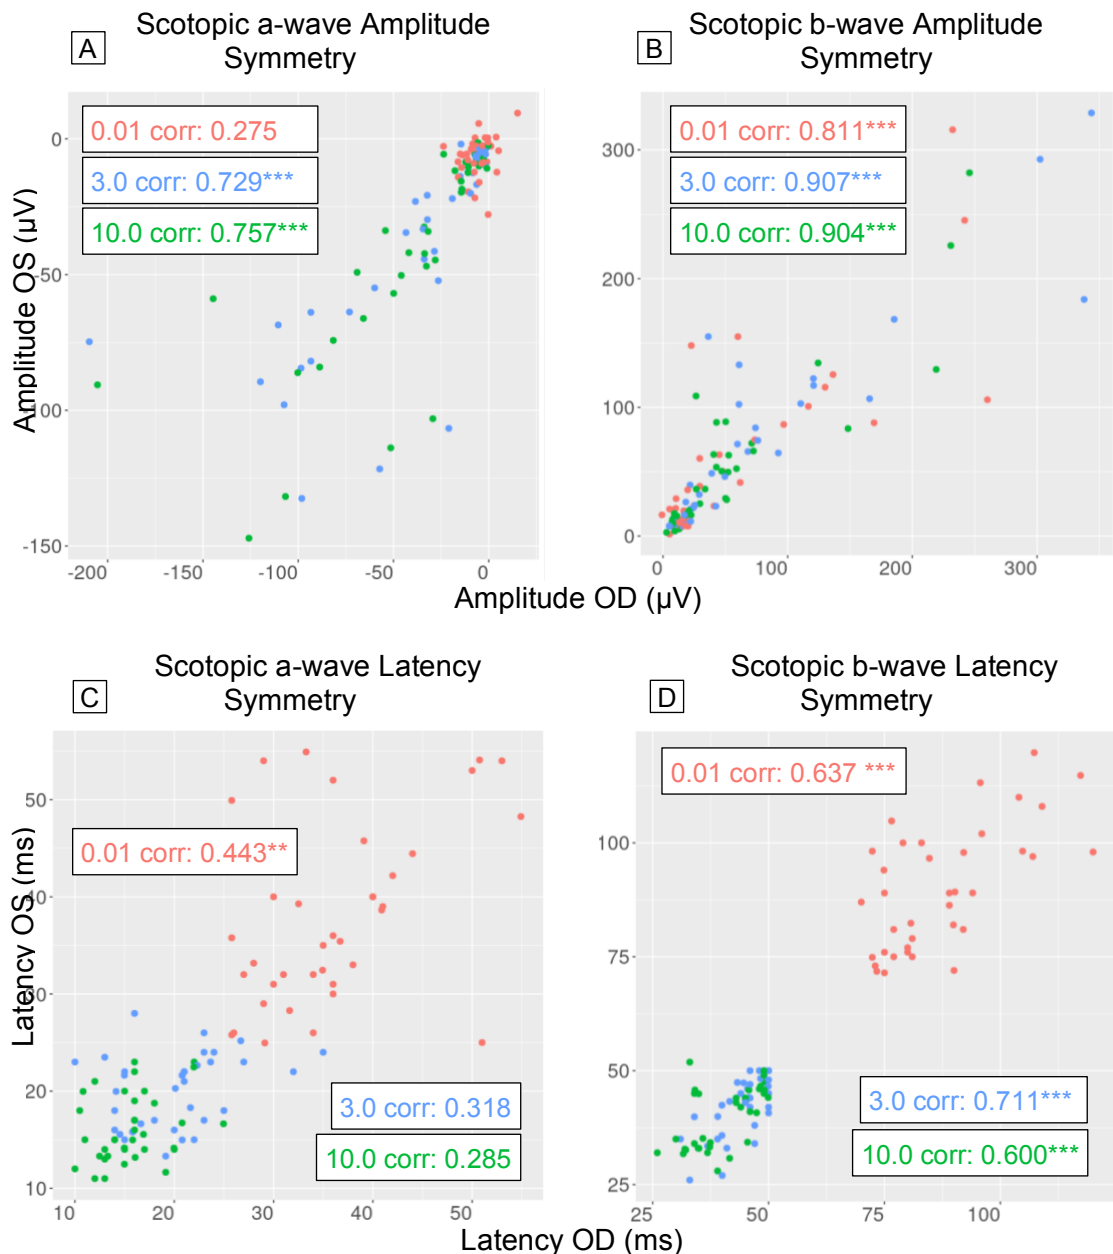 A
Scotopic a-wave Amplitude
Symmetry
0.01 corr: 0.275
3.0 corr: 0.729***
10.0 corr: 0.757***
Amplitude OS (µV)
0
-50
-100
-150
-200
-150
-100
-50
0
B
Scotopic b-wave Amplitude
Symmetry
0.01 corr: 0.811***
3.0 corr: 0.907***
10.0 corr: 0.904***
300
200
100
0
0
100
200
300
Amplitude OD (µV)
C
Scotopic a-wave Latency
Symmetry
0.01 corr: 0.443**
3.0 corr: 0.318
10.0 corr: 0.285
Latency OS (ms)
50
40
30
20
10
10
20
30
40
50
D
Scotopic b-wave Latency
Symmetry
0.01 corr: 0.637 ***
3.0 corr: 0.711***
10.0 corr: 0.600***
100
75
50
25
25
50
75
100
Latency OD (ms)